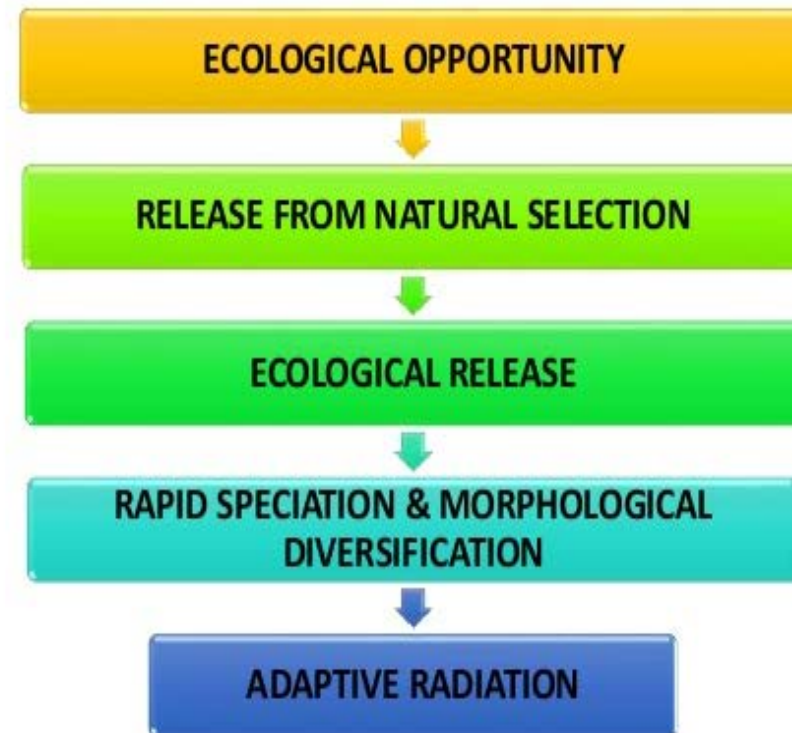 ECOLOGICAL OPPORTUNITY
RELEASE FROM NATURAL SELECTION
ECOLOGICAL RELEASE
RAPID SPECIATION & MORPHOLOGICAL
DIVERSIFICATION
ADAPTIVE RADIATION